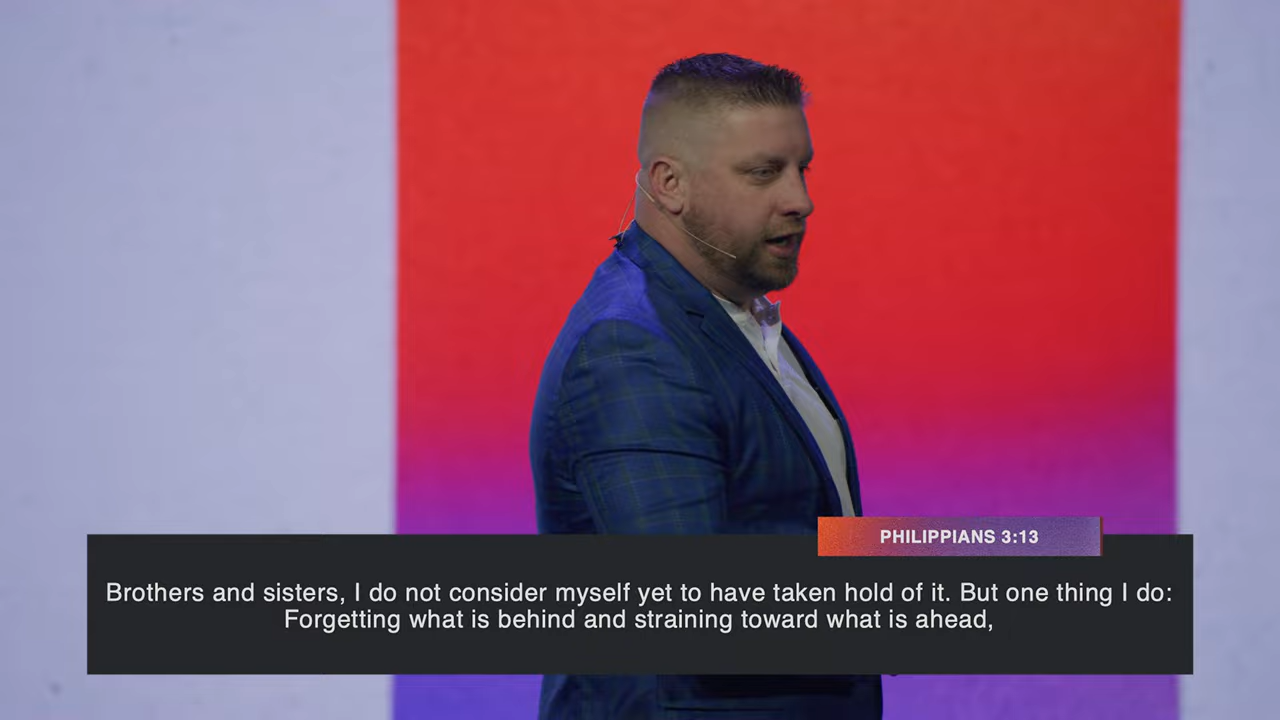 PHILIPPIANS 3:13
Brothers and sisters, I do not consider myself yet to have taken hold of it. But one thing I do:
Forgetting what is behind and straining toward what is ahead,